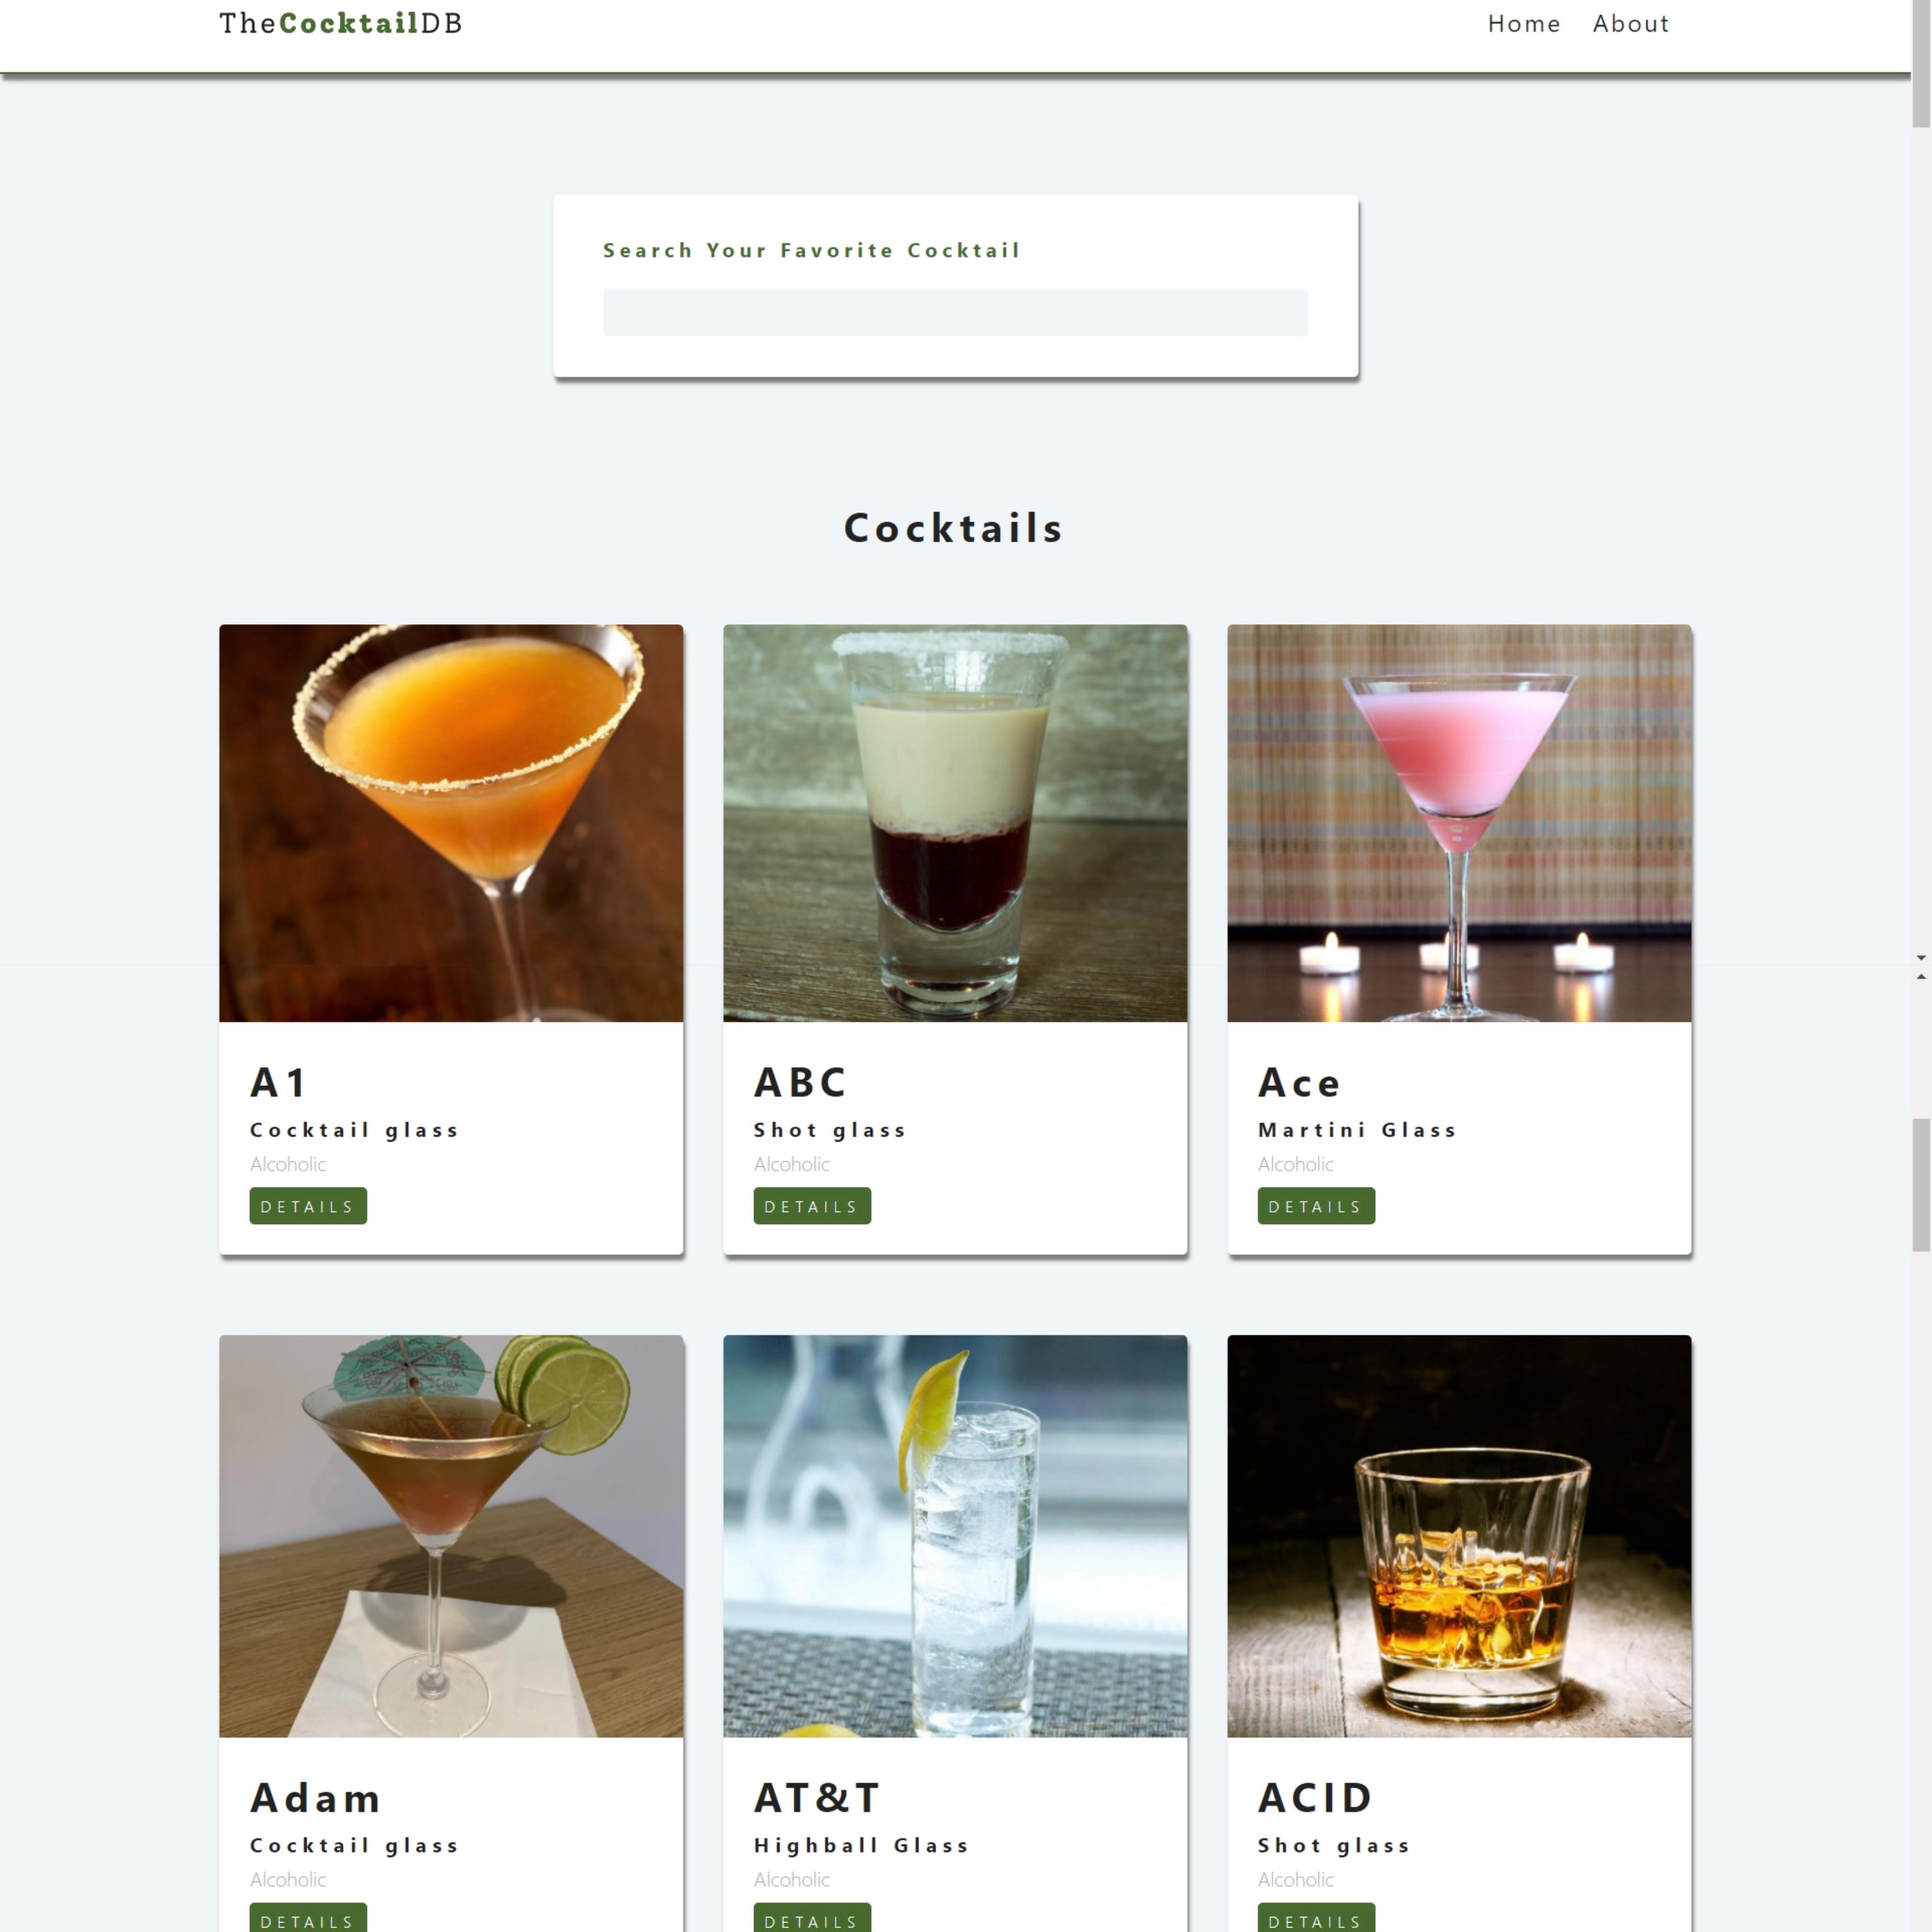 TheCocktailDB
Home About
Search Your Favorite Cocktail
Cocktails
A1
Cocktail glass
Alcoholic
DETAILS
ABC
Shot glass
Alcoholic
DETAILS
Ace
Martini Glass
Alcoholic
DETAILS
Adam
Cocktail glass
Alcoholic
DETAILS
AT&T
Highball Glass
Alcoholic
DETAILS
ACID
Shot glass
Alcoholic
DETAILS